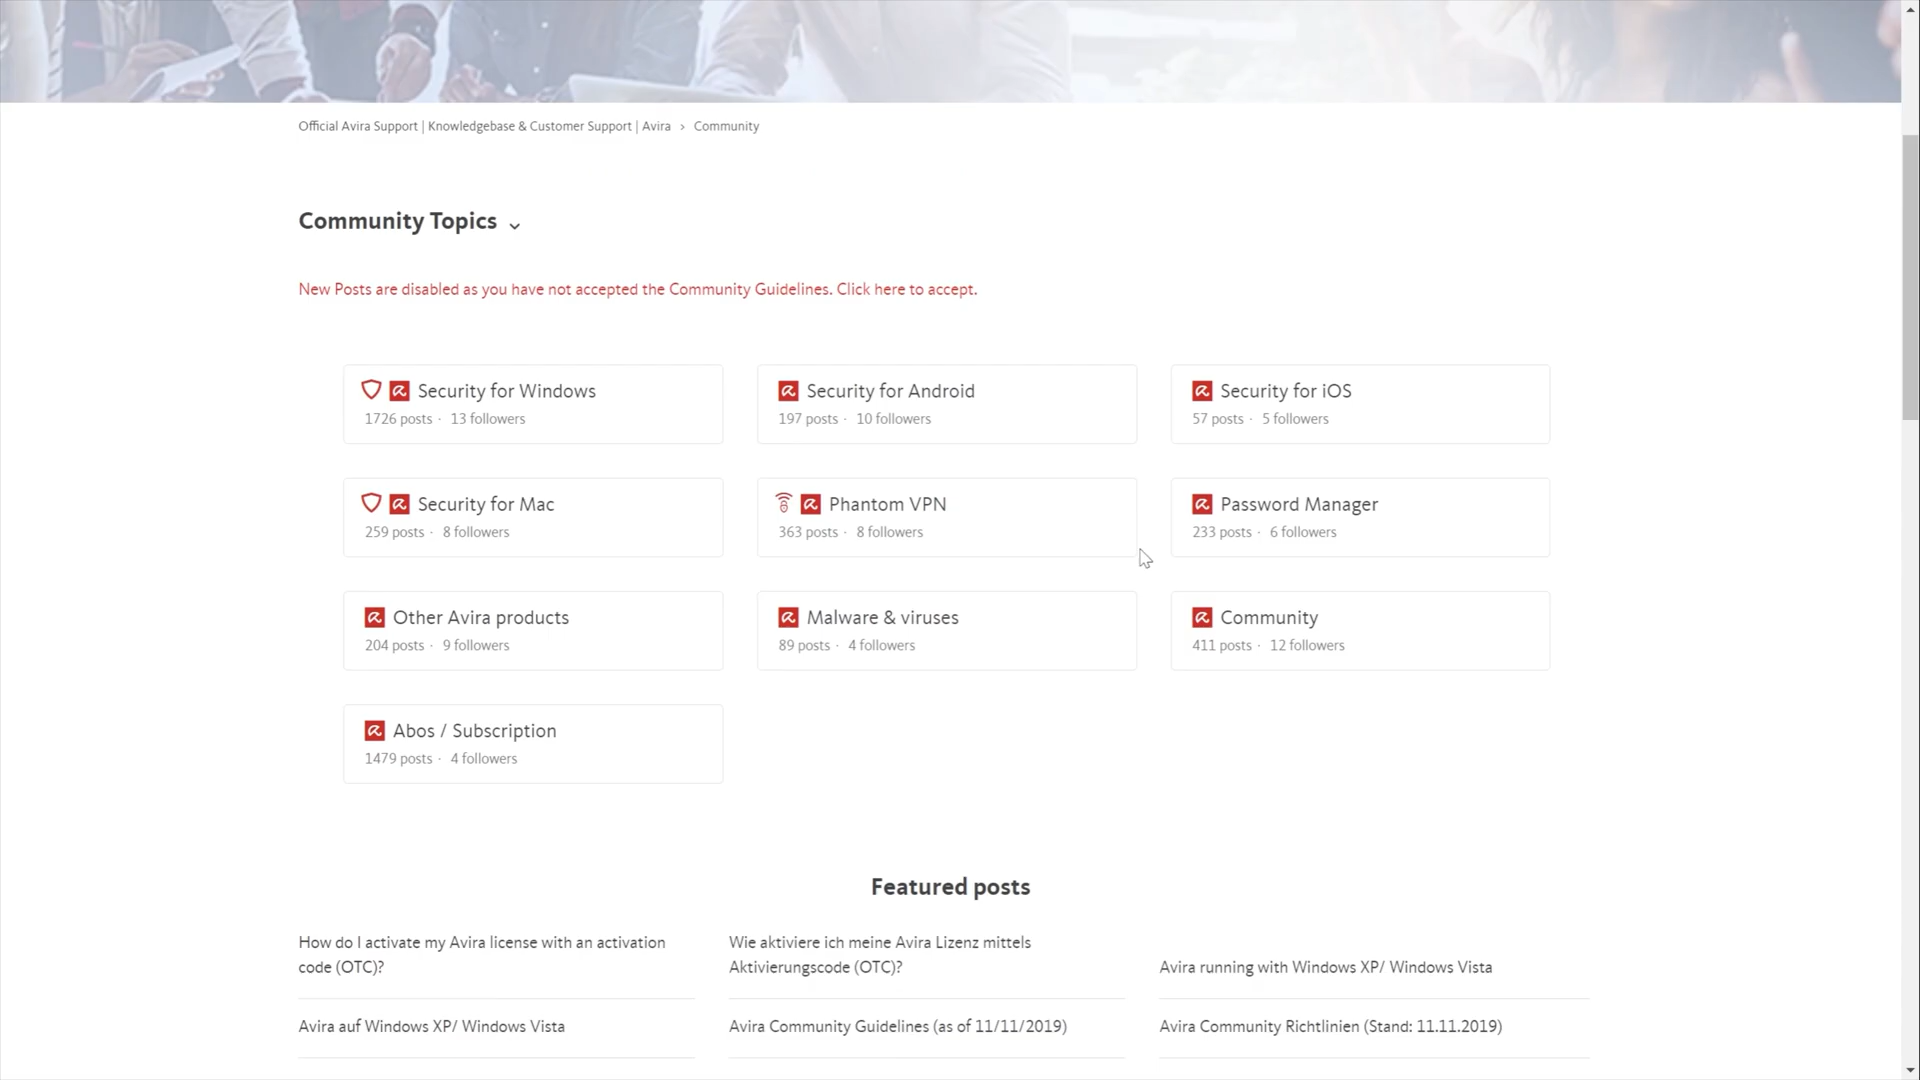 Official Avira Support | Knowledgebase & Customer Support | Avira › Community
Community Topics
New Posts are disabled as you have not accepted the Community Guidelines. Click here to accept.
Security for Windows
1726 posts · 13 followers
Security for Android
197 posts · 10 followers
Security for iOS
57 posts · 5 followers
Security for Mac
259 posts · 8 followers
Phantom VPN
363 posts · 8 followers
Password Manager
233 posts · 6 followers
Other Avira products
204 posts · 9 followers
Malware & viruses
89 posts · 4 followers
Community
411 posts · 12 followers
Abos / Subscription
1479 posts · 4 followers
Featured posts
How do I activate my Avira license with an activation
code (OTC)?
Wie aktiviere ich meine Avira Lizenz mittels
Aktivierungscode (OTC)?
Avira running with Windows XP/ Windows Vista
Avira auf Windows XP/ Windows Vista
Avira Community Guidelines (as of 11/11/2019)
Avira Community Richtlinien (Stand: 11.11.2019)